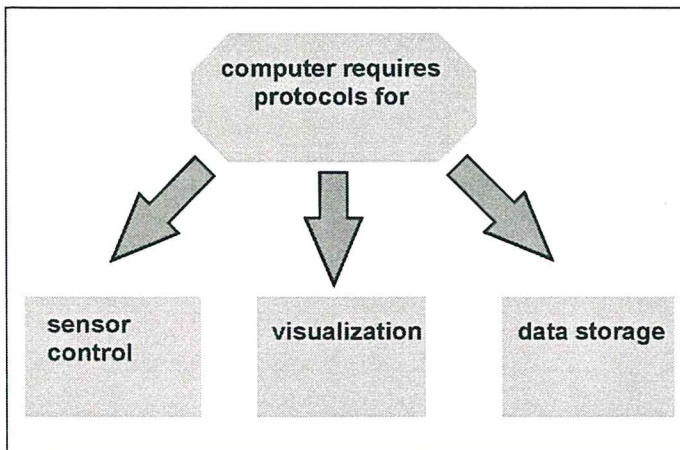 computer requires
protocols for
sensor
control
visualization
data storage